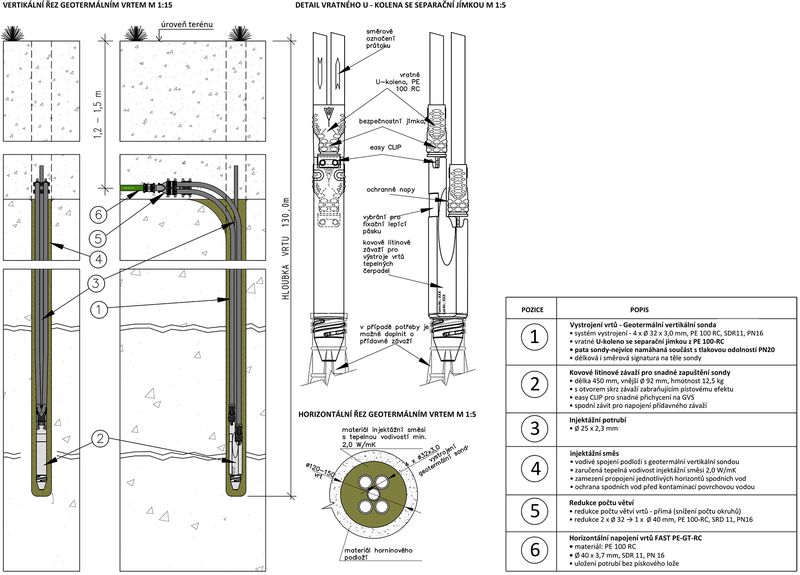 VERTIKÁLNÍ ŘEZ GEOTERMÁLNÍM VRTEM M 1:15
úroveň terénu
1,2 – 1,5 m
HLOUBKA VRTU 130,0m
6
5
4
3
1
2
DETAIL VRATNÉHO U - KOLENA SE SEPARAČNÍ JÍMKOU M 1:5
směrové
označení
průtoku
vratné
U-koleno, PE
100 RC
bezpečnostní jímka
easy CLIP
ochranné nopy
vybrání pro
fixační lepící
pásku
kovové litinové
závaží pro
výstroje vrtů
tepelných
čerpadel
v případě potřeby je
možné doplnit o
přídavné závaží
HORIZONTÁLNÍ ŘEZ GEOTERMÁLNÍM VRTEM M 1:5
materiál injektážní směsi
s tepelnou vodivostí min.
2,0 W/mK
ø120–150
vrt
4 x ø32x3,0
vystrojení
geotermální sondy
materiál horninového
podloží
POZICE POPIS
1
Vystrojení vrtů - Geotermální vertikální sonda
• systém vystrojení - 4 x Ø 32 x 3,0 mm, PE 100 RC, SDR11, PN16
• vratné U-koleno se separační jímkou z PE 100-RC
• pata sondy-nejvíce namáhaná součást s tlakovou odolností PN20
• délková i směrová signatura na těle sondy
2
Kovové litinové závaží pro snadné zapuštění sondy
• délka 450 mm, vnější Ø 92 mm, hmotnost 12,5 kg
• s otvorem skrz závaží zabraňujícím pístovému efektu
• easy CLIP pro snadné přichycení na GVS
• spodní závit pro napojení přídavného závaží
3
Injektážní potrubí
• Ø 25 x 2,3 mm
4
injektážní směs
• vodivé spojení podloží s geotermální vertikální sondou
• zaručená tepelná vodivost injektážní směsi 2,0 W/mK
• zamezení propojení jednotlivých horizontů spodních vod
• ochrana spodních vod před kontaminací povrchovou vodou
5
Redukce počtu větví
• redukce počtu větví vrtů - přímá (snížení počtu okruhů)
• redukce 2 x Ø 32 → 1 x Ø 40 mm, PE 100-RC, SRD 11, PN16
6
Horizontální napojení vrtů FAST PE-GT-RC
• materiál: PE 100 RC
• Ø 40 x 3,7 mm, SDR 11, PN 16
• uložení potrubí bez pískového lože